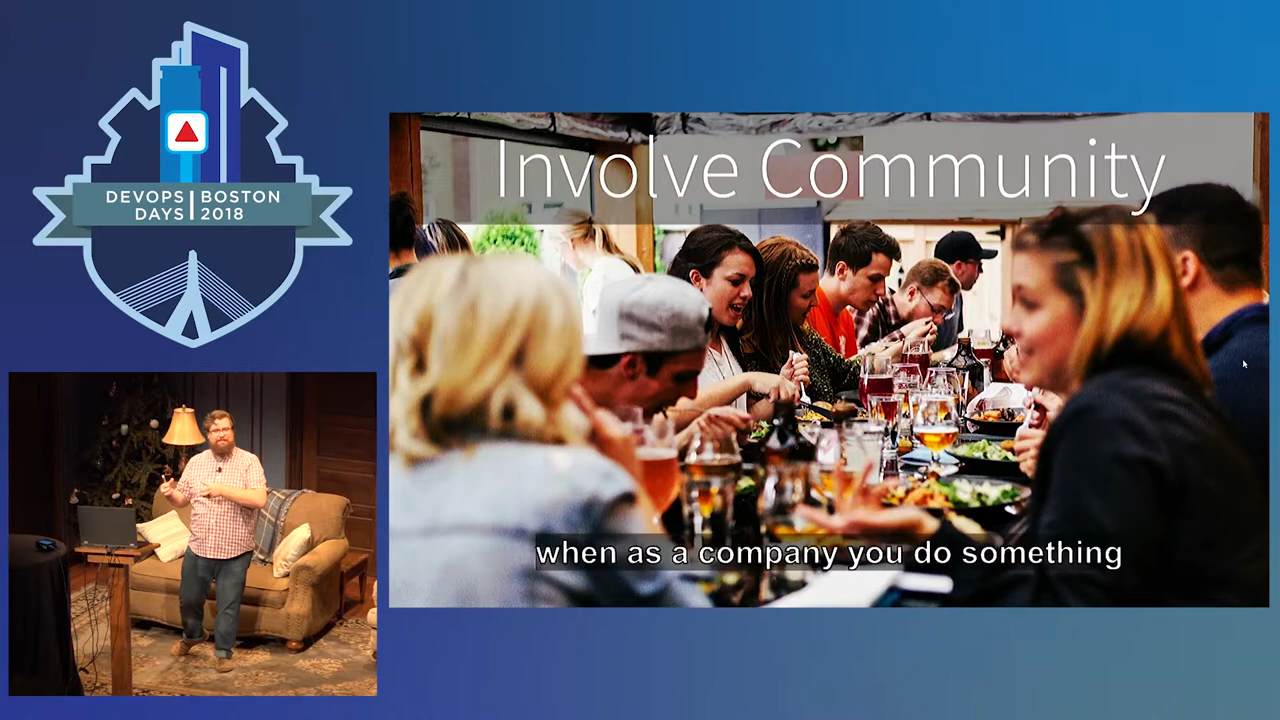 DEVOPS BOSTON
DAYS 2018
Involve Community
when as a company you do something